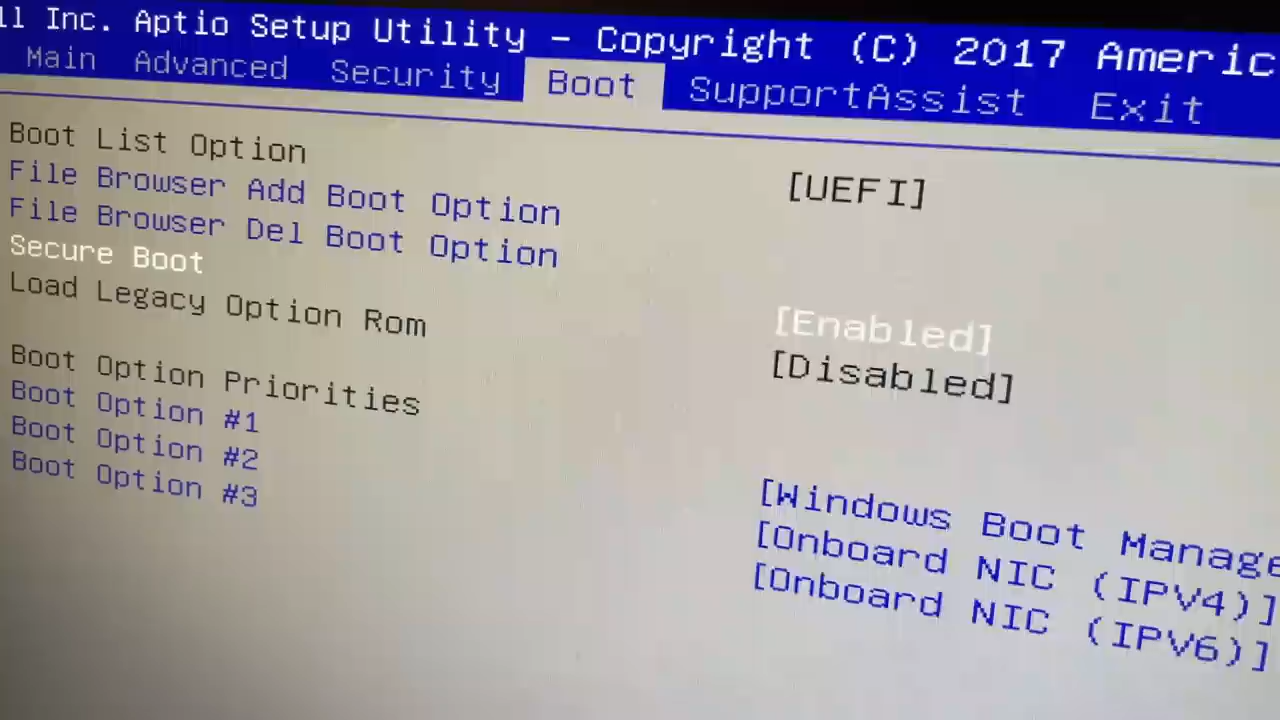 ll Inc. Aptio Setup Utility – Copyright (C) 2017 Americ
Main Advanced Security Boot SupportAssist Exit
Boot List Option [UEFI]
File Browser Add Boot Option
File Browser Del Boot Option
Secure Boot [Enabled]
Load Legacy Option Rom [Disabled]
Boot Option Priorities
Boot Option #1 [Windows Boot Manage
Boot Option #2 [Onboard NIC (IPV4)]
Boot Option #3 [Onboard NIC (IPV6)]